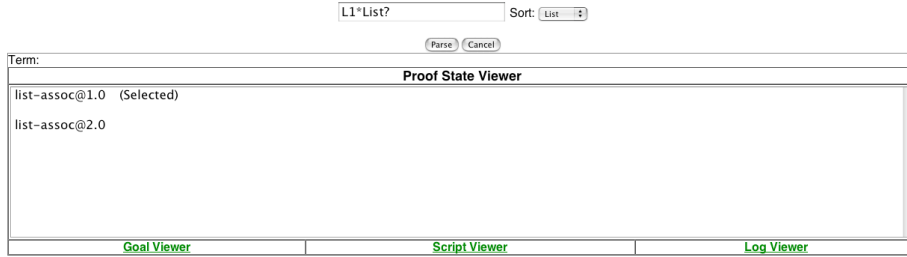 L1*List? Sort: List
Parse Cancel
Term:
Proof State Viewer
list-assoc@1.0 (Selected)
list-assoc@2.0
Goal Viewer Script Viewer Log Viewer